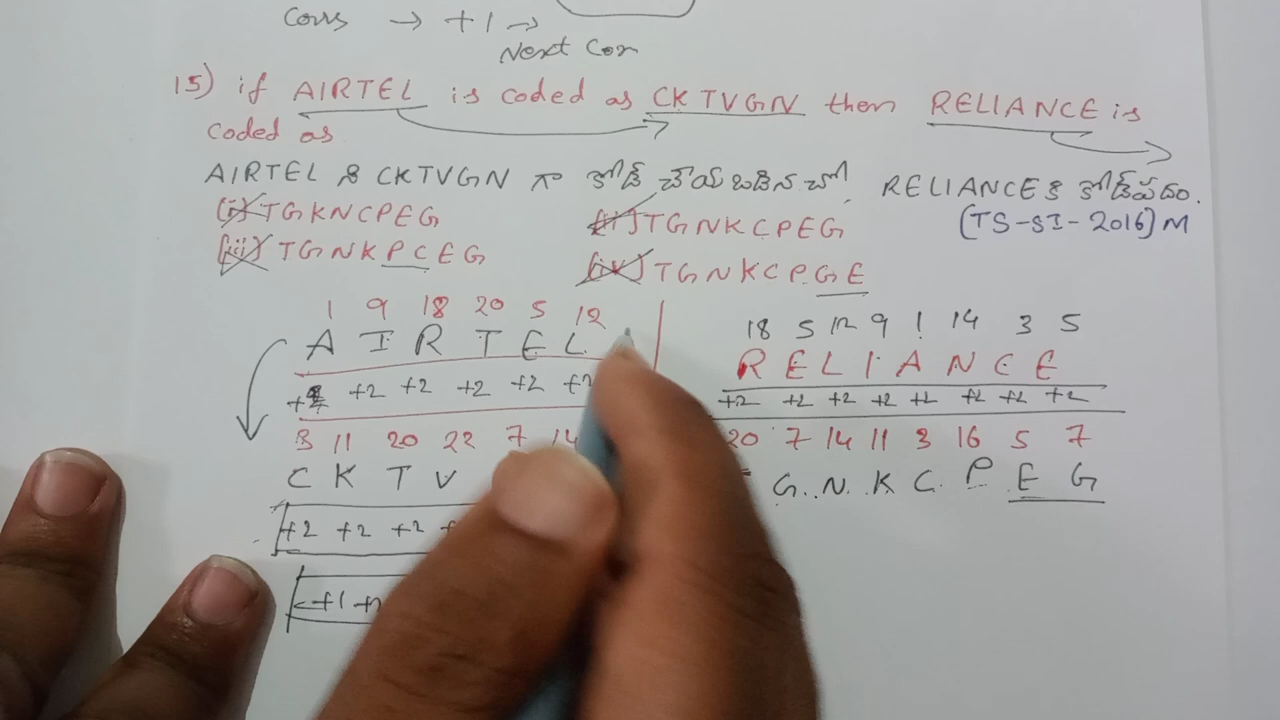 Cons → +1 →
Next Con
15) if AIRTEL is coded as CKTVGN then RELIANCE is
coded as
AIRTEL ని CKTVGN గా కోడ్ చేయబడిన చో, RELIANCE కి కోడ్ పదం.
(TS-SI-2016) M
(i) TGKNCPEG (ii) TGNKCPEG
(iii) TGNKPCEG (iv) TGNKCPGE
1 9 18 20 5 12
A I R T E L
+2 +2 +2 +2 +2 +2
3 11 20 22 7 14
C K T V
+2 +2 +2
+1
18 5 12 9 1 14 3 5
R E L I A N C E
+2 +2 +2 +2 +2 +2 +2 +2
20 7 14 11 3 16 5 7
G N K C P E G